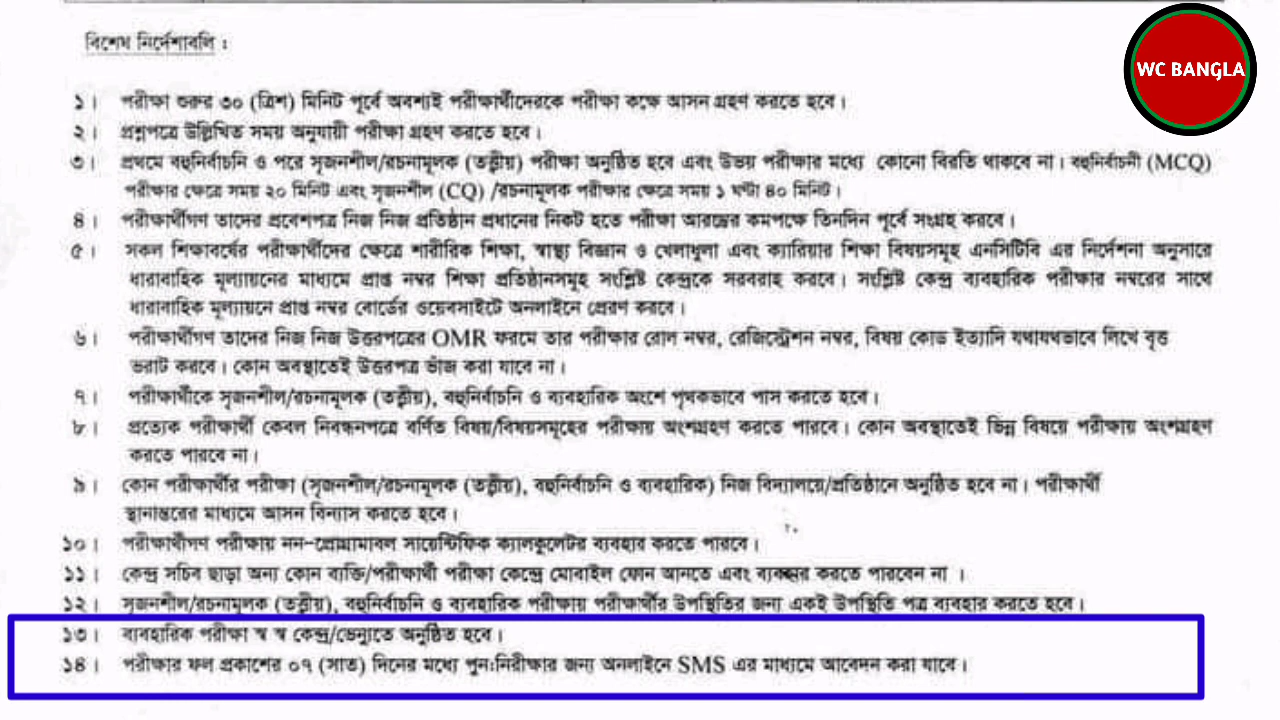 বিশেষ নির্দেশাবলি :
WC BANGLA
১। পরীক্ষা শুরুর ৩০ (ত্রিশ) মিনিট পূর্বে অবশ্যই পরীক্ষার্থীদেরকে পরীক্ষা কক্ষে আসন গ্রহণ করতে হবে।
২। প্রশ্নপত্রে উল্লিখিত সময় অনুযায়ী পরীক্ষা গ্রহণ করতে হবে।
৩। প্রথমে বহুনির্বাচনি ও পরে সৃজনশীল/রচনামূলক (তত্ত্বীয়) পরীক্ষা অনুষ্ঠিত হবে এবং উভয় পরীক্ষার মধ্যে কোনো বিরতি থাকবে না। বহুনির্বাচনী (MCQ)
পরীক্ষার ক্ষেত্রে সময় ২০ মিনিট এবং সৃজনশীল (CQ) /রচনামূলক পরীক্ষার ক্ষেত্রে সময় ১ ঘন্টা ৪০ মিনিট।
৪। পরীক্ষার্থীগণ তাদের প্রবেশপত্র নিজ নিজ প্রতিষ্ঠান প্রধানের নিকট হতে পরীক্ষা আরম্ভের কমপক্ষে তিনদিন পূর্বে সংগ্রহ করবে।
৫। সকল শিক্ষাবর্ষের পরীক্ষার্থীদের ক্ষেত্রে শারীরিক শিক্ষা, স্বাস্থ্য বিজ্ঞান ও খেলাধুলা এবং ক্যারিয়ার শিক্ষা বিষয়সমূহ এনসিটিবি এর নির্দেশনা অনুসারে
ধারাবাহিক মূল্যায়নের মাধ্যমে প্রাপ্ত নম্বর শিক্ষা প্রতিষ্ঠানসমূহ সংশ্লিষ্ট কেন্দ্রকে সরবরাহ করবে। সংশ্লিষ্ট কেন্দ্র ব্যবহারিক পরীক্ষার নম্বরের সাথে
ধারাবাহিক মূল্যায়নে প্রাপ্ত নম্বর বোর্ডের ওয়েবসাইটে অনলাইনে প্রেরণ করবে।
৬। পরীক্ষার্থীগণ তাদের নিজ নিজ উত্তরপত্রের OMR ফরমে তার পরীক্ষার রোল নম্বর, রেজিস্ট্রেশন নম্বর, বিষয় কোড ইত্যাদি যথাযথভাবে লিখে বৃত্ত
ভরাট করবে। কোন অবস্থাতেই উত্তরপত্র ভাঁজ করা যাবে না।
৭। পরীক্ষার্থীকে সৃজনশীল/রচনামূলক (তত্ত্বীয়), বহুনির্বাচনি ও ব্যবহারিক অংশে পৃথকভাবে পাস করতে হবে।
৮। প্রত্যেক পরীক্ষার্থী কেবল নিবন্ধনপত্রে বর্ণিত বিষয়/বিষয়সমূহের পরীক্ষায় অংশগ্রহণ করতে পারবে। কোন অবস্থাতেই ভিন্ন বিষয়ে পরীক্ষায় অংশগ্রহণ
করতে পারবে না।
৯। কোন পরীক্ষার্থীর পরীক্ষা (সৃজনশীল/রচনামূলক (তত্ত্বীয়), বহুনির্বাচনি ও ব্যবহারিক) নিজ বিদ্যালয়ে/প্রতিষ্ঠানে অনুষ্ঠিত হবে না। পরীক্ষার্থী
স্থানান্তরের মাধ্যমে আসন বিন্যাস করতে হবে।
১০। পরীক্ষার্থীগণ পরীক্ষায় নন-প্রোগ্রামাবল সায়েন্টিফিক ক্যালকুলেটর ব্যবহার করতে পারবে।
১১। কেন্দ্র সচিব ছাড়া অন্য কোন ব্যক্তি/পরীক্ষার্থী পরীক্ষা কেন্দ্রে মোবাইল ফোন আনতে এবং ব্যবহার করতে পারবেন না ।
১২। সৃজনশীল/রচনামূলক (তত্ত্বীয়), বহুনির্বাচনি ও ব্যবহারিক পরীক্ষায় পরীক্ষার্থীর উপস্থিতির জন্য একই উপস্থিতি পত্র ব্যবহার করতে হবে।
১৩। ব্যবহারিক পরীক্ষা স্ব স্ব কেন্দ্র/ভেন্যুতে অনুষ্ঠিত হবে।
১৪। পরীক্ষার ফল প্রকাশের ০৭ (সাত) দিনের মধ্যে পুনঃনিরীক্ষার জন্য অনলাইনে SMS এর মাধ্যমে আবেদন করা যাবে।